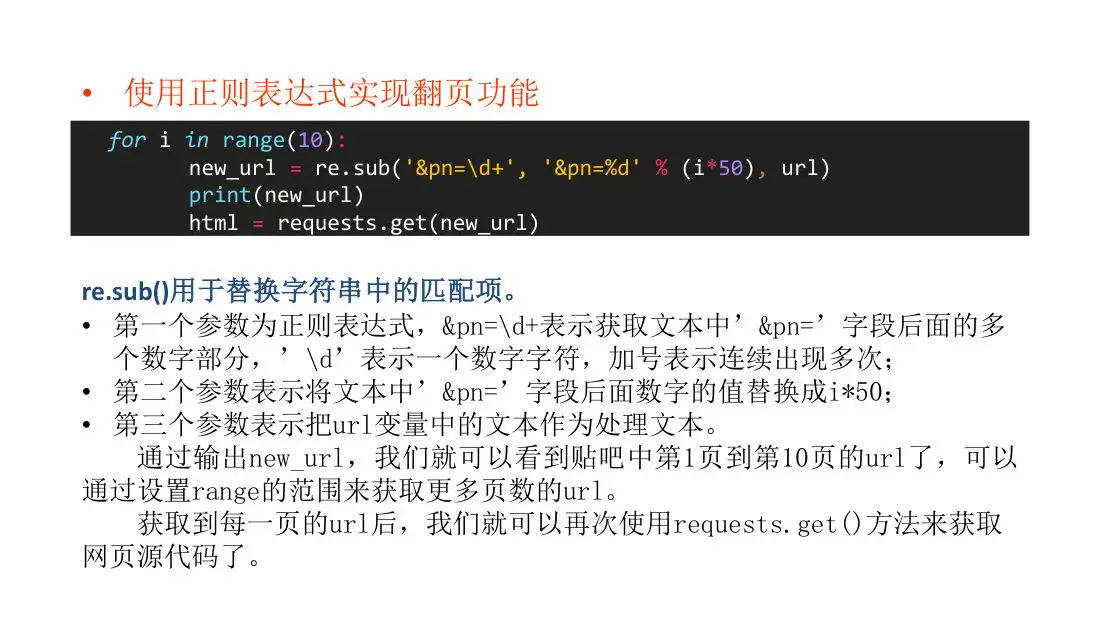 • 使用正则表达式实现翻页功能
for i in range(10):
new_url = re.sub('&pn=\d+', '&pn=%d' % (i*50), url)
print(new_url)
html = requests.get(new_url)
re.sub()用于替换字符串中的匹配项。
• 第一个参数为正则表达式，&pn=\d+表示获取文本中’&pn=’字段后面的多
个数字部分，’\d’表示一个数字字符，加号表示连续出现多次；
• 第二个参数表示将文本中’&pn=’字段后面数字的值替换成i*50；
• 第三个参数表示把url变量中的文本作为处理文本。
通过输出new_url，我们就可以看到贴吧中第1页到第10页的url了，可以
通过设置range的范围来获取更多页数的url。
获取到每一页的url后，我们就可以再次使用requests.get()方法来获取
网页源代码了。